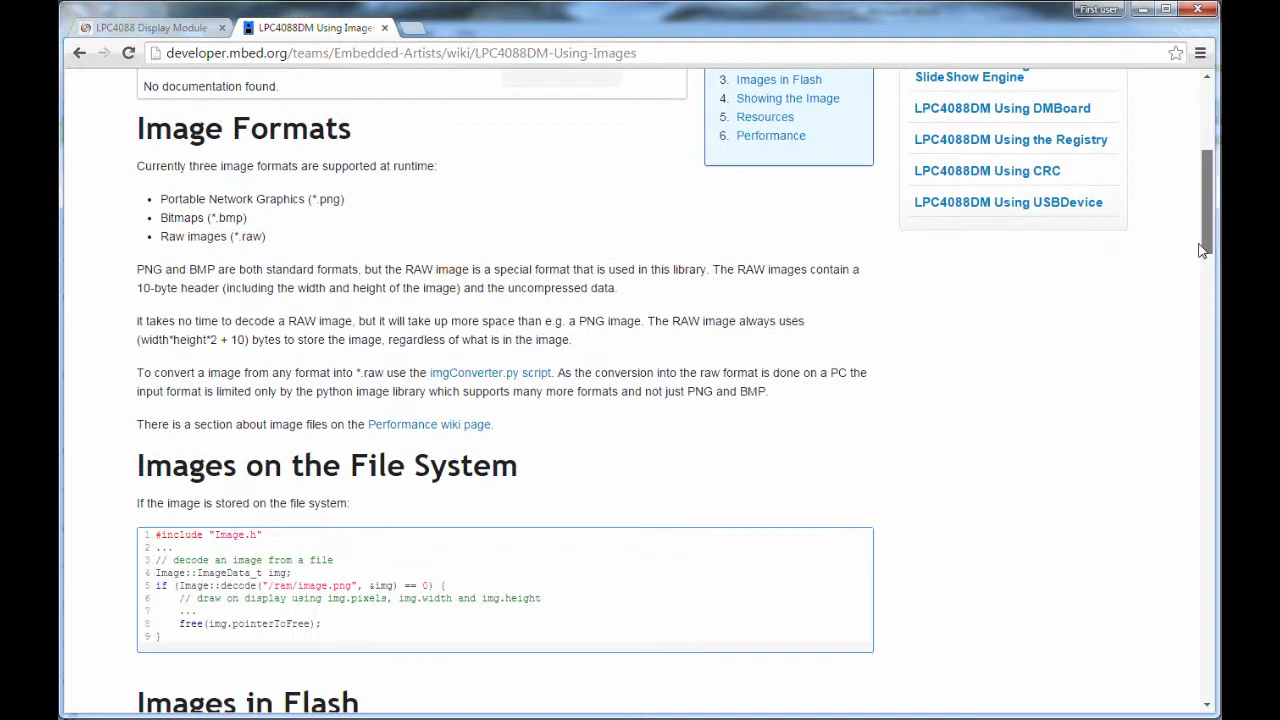 First user
LPC4088 Display Module
LPC4088DM Using Image
developer.mbed.org/teams/Embedded-Artists/wiki/LPC4088DM-Using-Images
No documentation found.
3. Images in Flash
4. Showing the Image
5. Resources
6. Performance
SlideShow Engine
LPC4088DM Using DMBoard
LPC4088DM Using the Registry
LPC4088DM Using CRC
LPC4088DM Using USBDevice
Image Formats
Currently three image formats are supported at runtime:
• Portable Network Graphics (*.png)
• Bitmaps (*.bmp)
• Raw images (*.raw)
PNG and BMP are both standard formats, but the RAW image is a special format that is used in this library. The RAW images contain a
10-byte header (including the width and height of the image) and the uncompressed data.
it takes no time to decode a RAW image, but it will take up more space than e.g. a PNG image. The RAW image always uses
(width*height*2 + 10) bytes to store the image, regardless of what is in the image.
To convert a image from any format into *.raw use the imgConverter.py script. As the conversion into the raw format is done on a PC the
input format is limited only by the python image library which supports many more formats and not just PNG and BMP.
There is a section about image files on the Performance wiki page.
Images on the File System
If the image is stored on the file system:
1 #include "Image.h"
2 ...
3 // decode an image from a file
4 Image::ImageData_t img;
5 if (Image::decode("/ram/image.png", &img) == 0) {
6 // draw on display using img.pixels, img.width and img.height
7 ...
8 free(img.pointerToFree);
9 }
Images in Flash